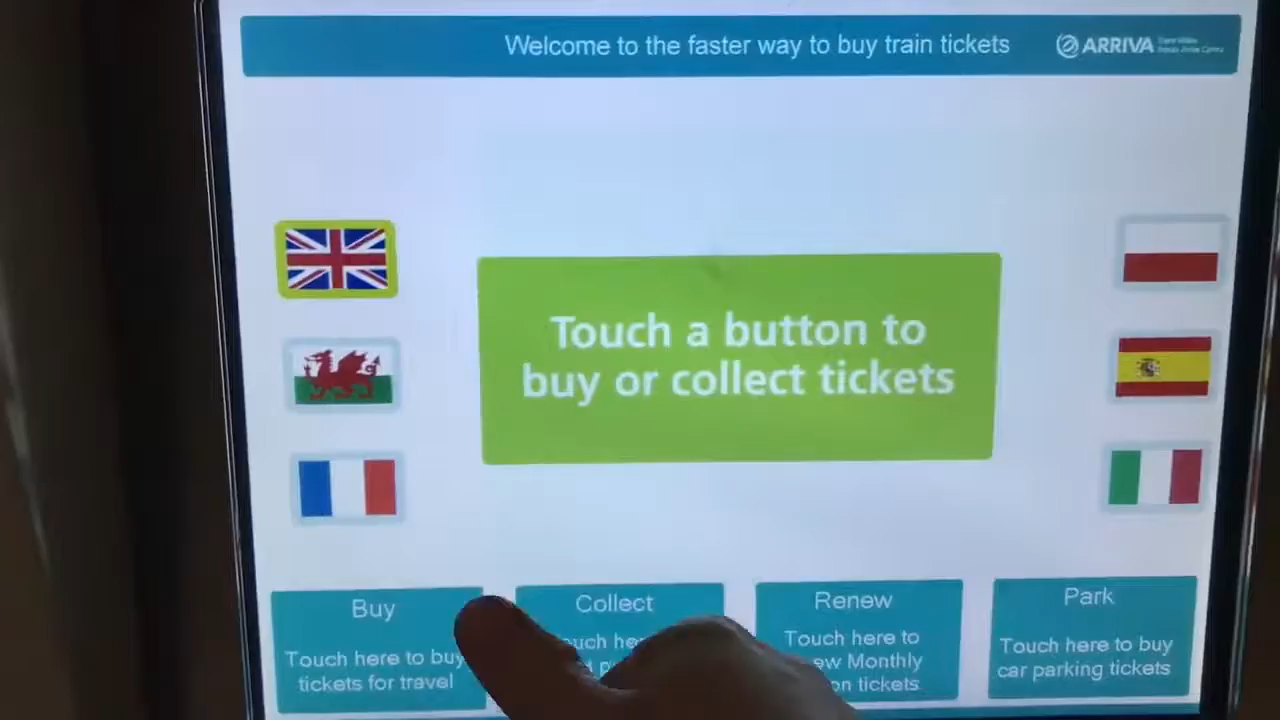 Welcome to the faster way to buy train tickets
ARRIVA
Touch a button to
buy or collect tickets
Buy
Touch here to buy
tickets for travel
Collect
Renew
Touch here to
Monthly
tickets
Park
Touch here to buy
car parking tickets